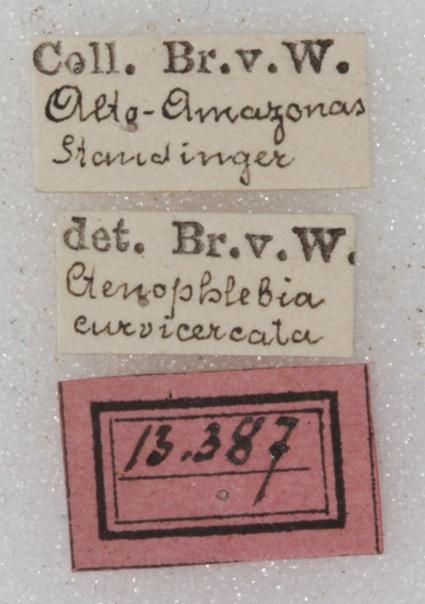 Coll. Br.v.W.
Alto-Amazonas
Staudinger
det. Br.v.W.
Ctenophlebia
curvicercata
13.387